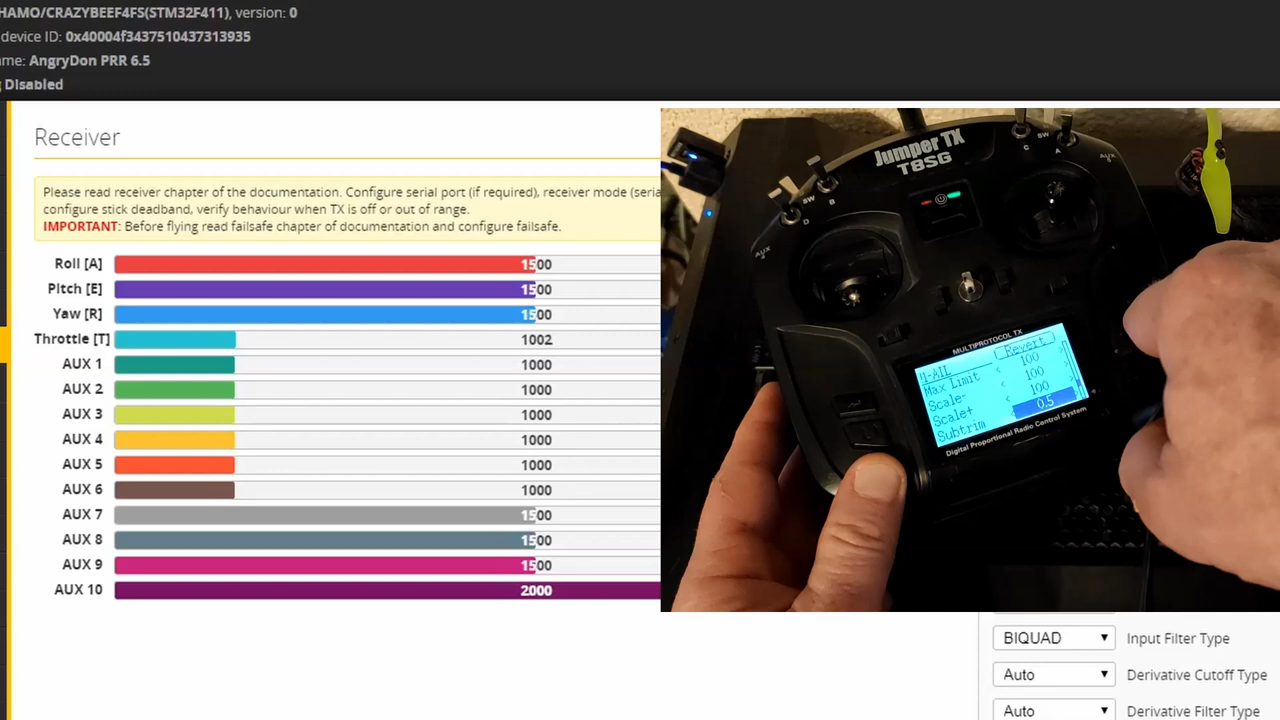 HAMO/CRAZYBEEF4FS(STM32F411), version: 0
device ID: 0x40004f3437510437313935
me: AngryDon PRR 6.5
Disabled
Receiver
Please read receiver chapter of the documentation. Configure serial port (if required), receiver mode (seria
configure stick deadband, verify behaviour when TX is off or out of range.
IMPORTANT: Before flying read failsafe chapter of documentation and configure failsafe.
Roll [A] 1500
Pitch [E] 1500
Yaw [R] 1500
Throttle [T] 1002
AUX 1 1000
AUX 2 1000
AUX 3 1000
AUX 4 1000
AUX 5 1000
AUX 6 1000
AUX 7 1500
AUX 8 1500
AUX 9 1500
AUX 10 2000
Jumper TX
T8SG
SW
C
A
SW
B
D
AUX
AUX
MULTIPROTOCOL TX
1-AIL Revert
Max Limit 100
Scale- 100
Scale+ 100
Subtrim 0.5
Digital Proportional Radio Control System
BIQUAD Input Filter Type
Auto Derivative Cutoff Type
Auto Derivative Filter Type